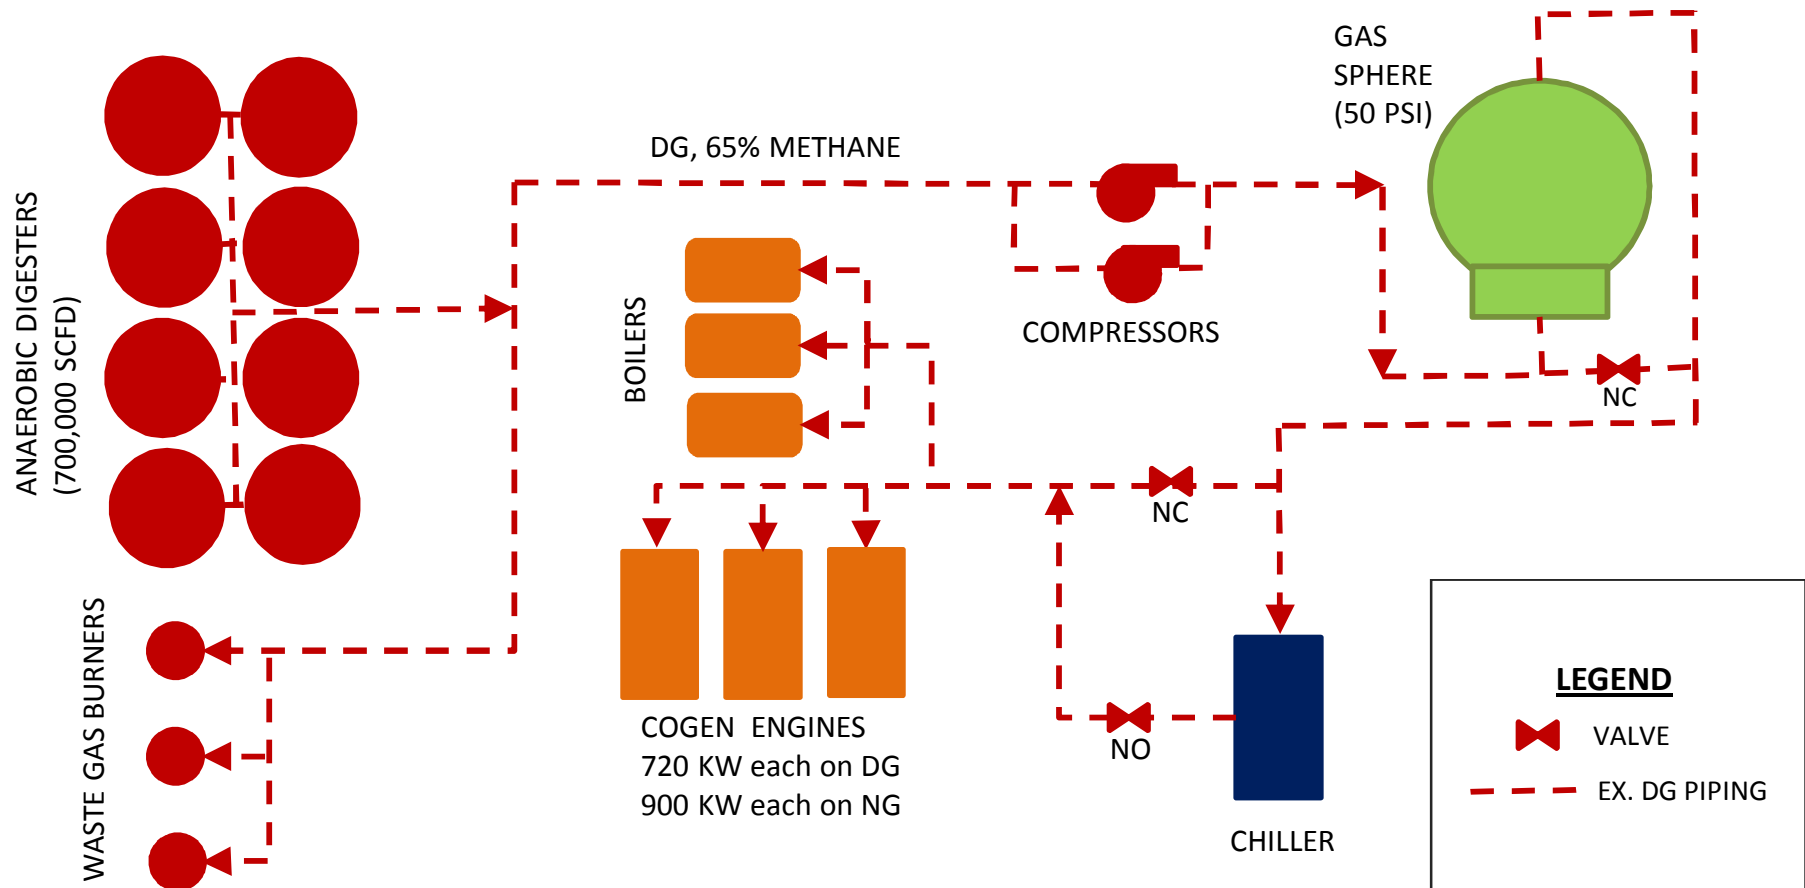 GAS
SPHERE
(50 PSI)
DG, 65% METHANE
ANAEROBIC DIGESTERS
(700,000 SCFD)
BOILERS
COMPRESSORS
NC
NC
WASTE GAS BURNERS
COGEN ENGINES
720 KW each on DG
900 KW each on NG
NO
CHILLER
LEGEND
VALVE
EX. DG PIPING